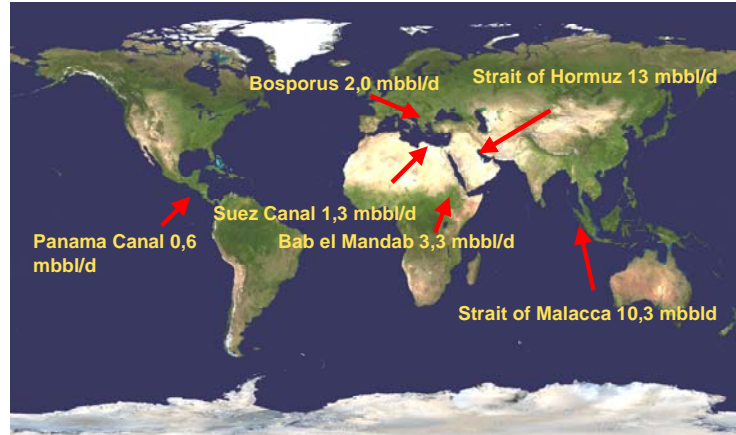 Bosporus 2,0 mbbl/d
Strait of Hormuz 13 mbbl/d
Suez Canal 1,3 mbbl/d
Panama Canal 0,6
mbbl/d
Bab el Mandab 3,3 mbbl/d
Strait of Malacca 10,3 mbbld